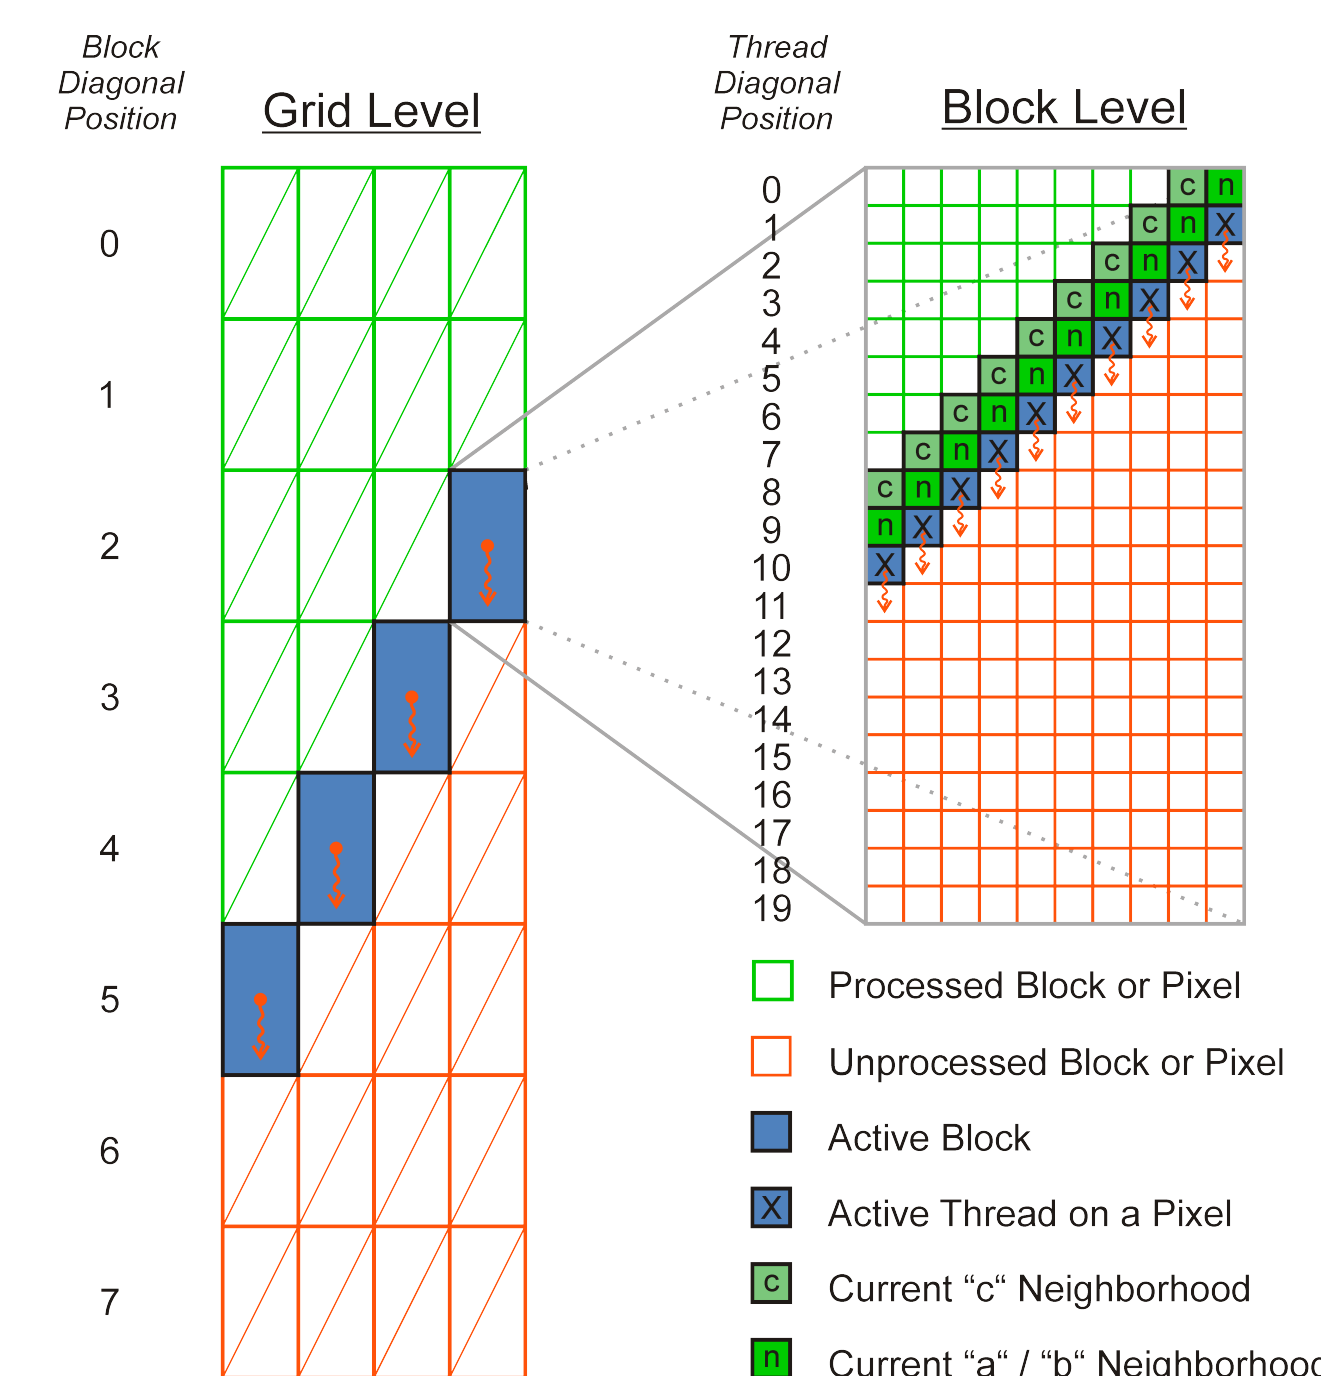 Block
Diagonal
Position
Grid Level
0
1
2
3
4
5
6
7
Thread
Diagonal
Position
Block Level
0 c n
1 c n X
2 c n X
3 c n X
4 c n X
5 c n X
6 c n X
7 c n X
8 c n X
9 n X
10 X
11
12
13
14
15
16
17
18
19
Processed Block or Pixel
Unprocessed Block or Pixel
Active Block
X Active Thread on a Pixel
c Current “c“ Neighborhood
n Current “a“ / “b“ Neighborhood